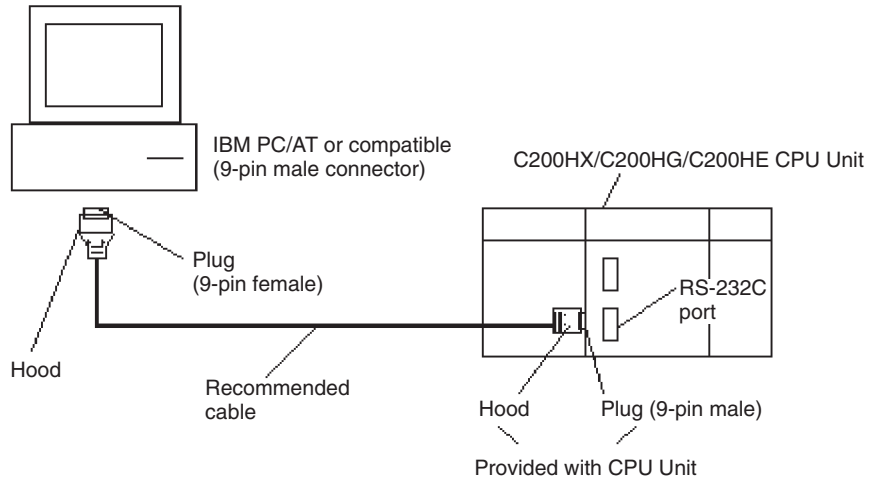 IBM PC/AT or compatible
(9-pin male connector)
C200HX/C200HG/C200HE CPU Unit
Plug
(9-pin female)
RS-232C
port
Hood
Recommended
cable
Hood
Plug (9-pin male)
Provided with CPU Unit